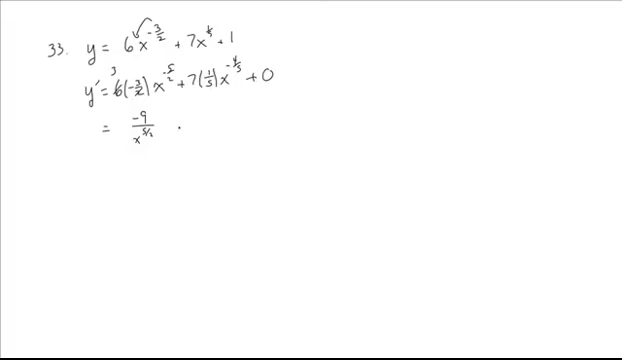 33. y = 6x^{-3/2} + 7x^{1/5} + 1
y' = 6(-3/2)x^{-5/2} + 7(1/5)x^{-4/5} + 0
= -9/x^{5/2}